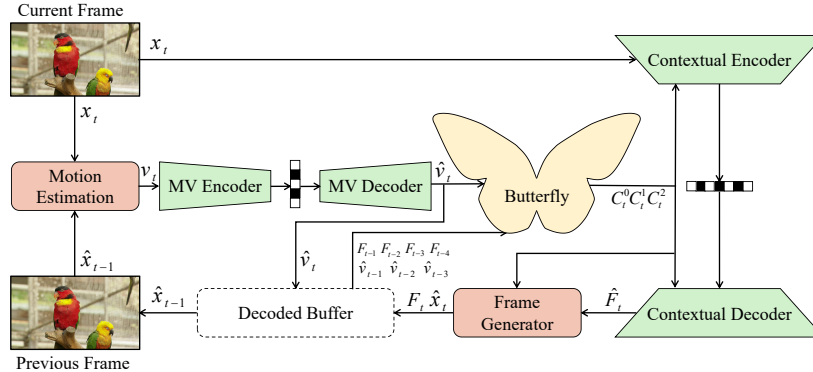 Current Frame
x_t
Contextual Encoder
x_t
Motion
Estimation
v_t
MV Encoder
MV Decoder
v̂_t
Butterfly
C_t^0 C_t^1 C_t^2
F_{t-1} F_{t-2} F_{t-3} F_{t-4}
v̂_{t-1} v̂_{t-2} v̂_{t-3}
v̂_t
x̂_{t-1}
x̂_{t-1}
Decoded Buffer
F_t x̂_t
Frame
Generator
F̂_t
Contextual Decoder
Previous Frame